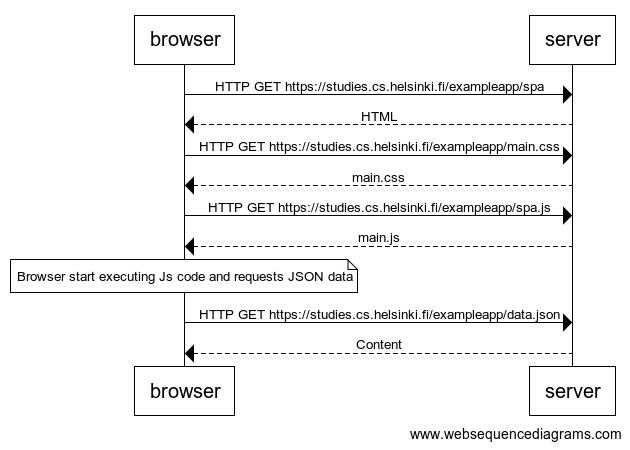 browser server
HTTP GET https://studies.cs.helsinki.fi/exampleapp/spa
HTML
HTTP GET https://studies.cs.helsinki.fi/exampleapp/main.css
main.css
HTTP GET https://studies.cs.helsinki.fi/exampleapp/spa.js
main.js
Browser start executing Js code and requests JSON data
HTTP GET https://studies.cs.helsinki.fi/exampleapp/data.json
Content
browser server
www.websequencediagrams.com